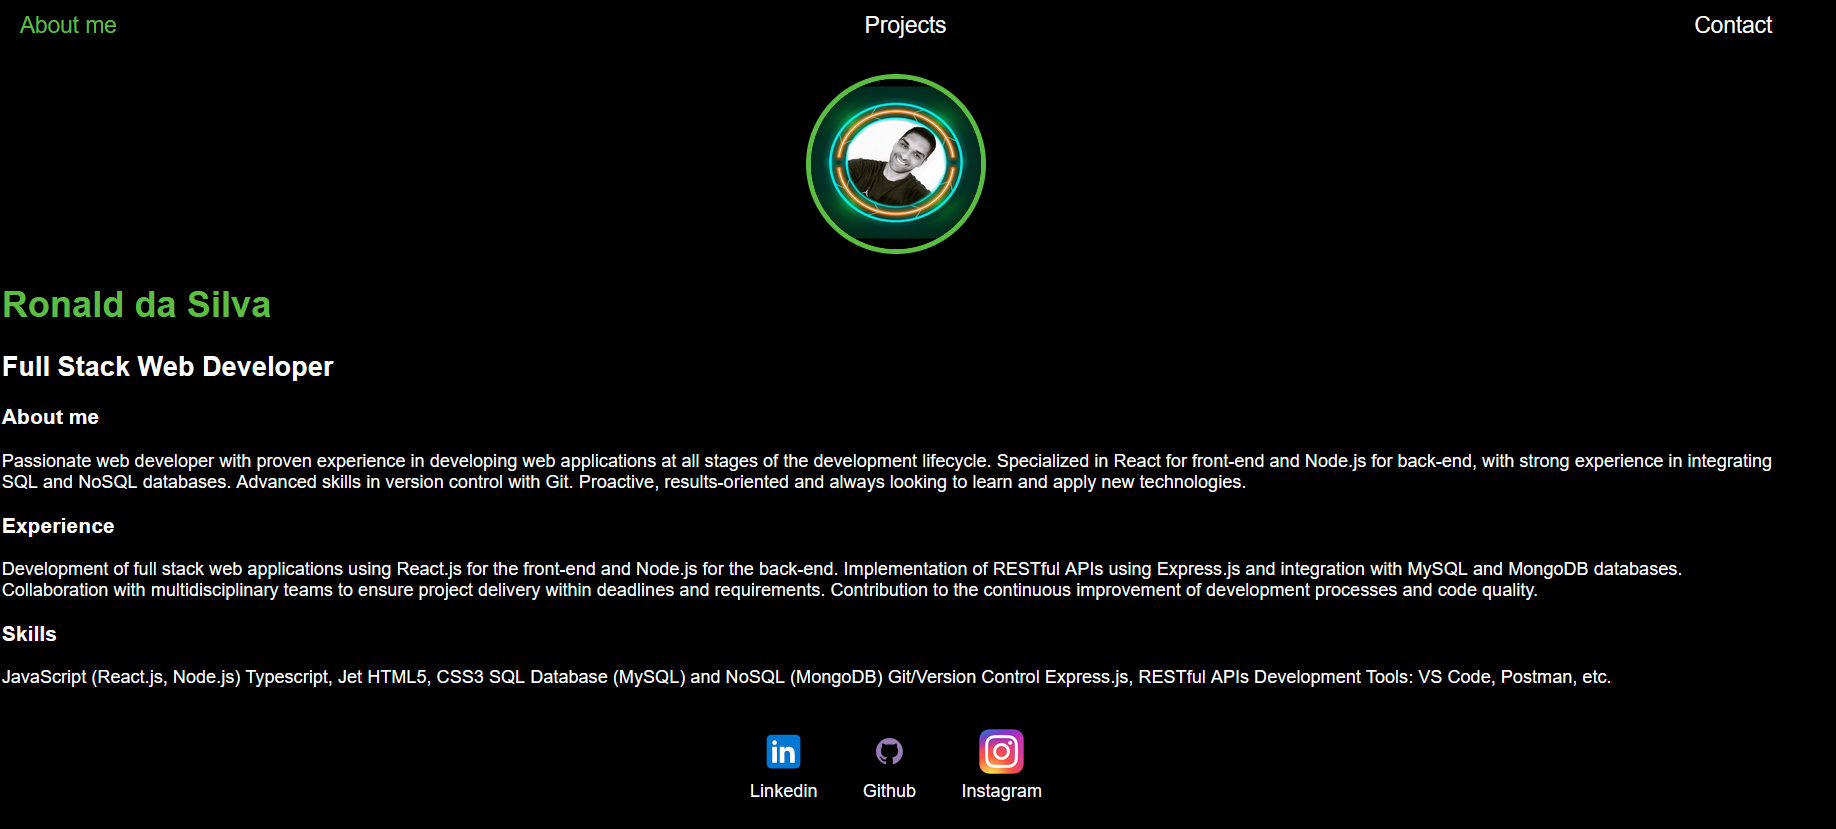 About me
Projects
Contact
Ronald da Silva
Full Stack Web Developer
About me
Passionate web developer with proven experience in developing web applications at all stages of the development lifecycle. Specialized in React for front-end and Node.js for back-end, with strong experience in integrating
SQL and NoSQL databases. Advanced skills in version control with Git. Proactive, results-oriented and always looking to learn and apply new technologies.
Experience
Development of full stack web applications using React.js for the front-end and Node.js for the back-end. Implementation of RESTful APIs using Express.js and integration with MySQL and MongoDB databases.
Collaboration with multidisciplinary teams to ensure project delivery within deadlines and requirements. Contribution to the continuous improvement of development processes and code quality.
Skills
JavaScript (React.js, Node.js) Typescript, Jet HTML5, CSS3 SQL Database (MySQL) and NoSQL (MongoDB) Git/Version Control Express.js, RESTful APIs Development Tools: VS Code, Postman, etc.
in
Linkedin
Github
Instagram